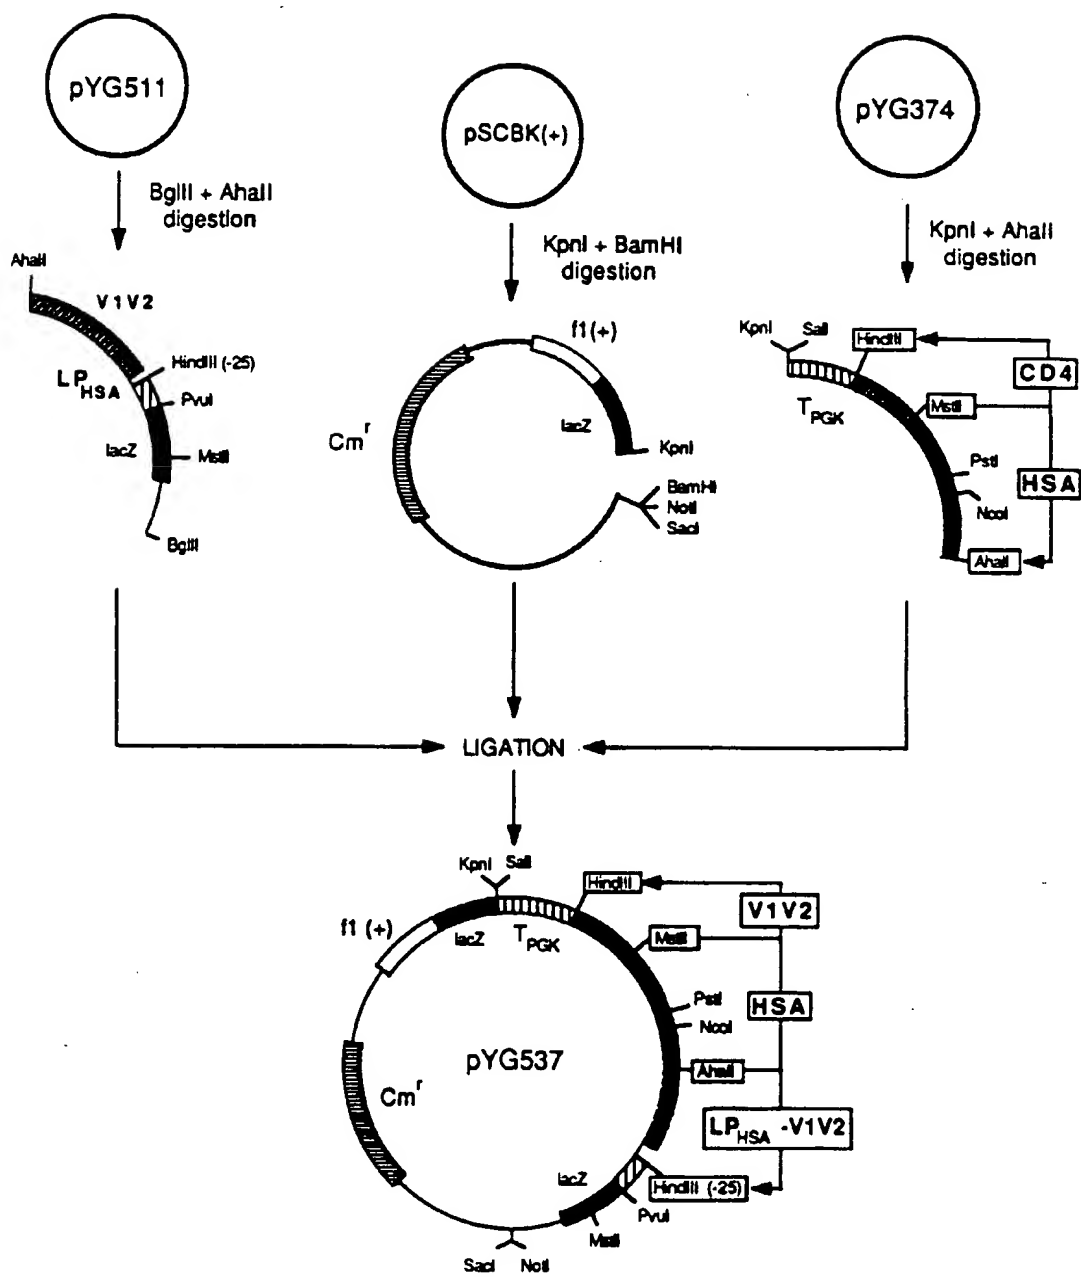 pYG511
pSCBK(+)
pYG374
BglII + AhaII
digestion
KpnI + BamHI
digestion
KpnI + AhaII
digestion
AhaII
V1V2
HindIII (-25)
LP HSA
PvuI
lacZ
MstII
BglII
f1(+)
Cm r
lacZ
KpnI
BamHI
NotI
SacI
KpnI
SalI
HindIII
CD4
T PGK
MstII
PstI
HSA
NcoI
AhaII
LIGATION
KpnI
SalI
HindIII
V1V2
f1 (+)
lacZ
T PGK
MstII
PstI
HSA
NcoI
pYG537
AhaII
Cm r
LP HSA -V1V2
lacZ
HindIII (-25)
PvuI
MstII
SacI
NotI